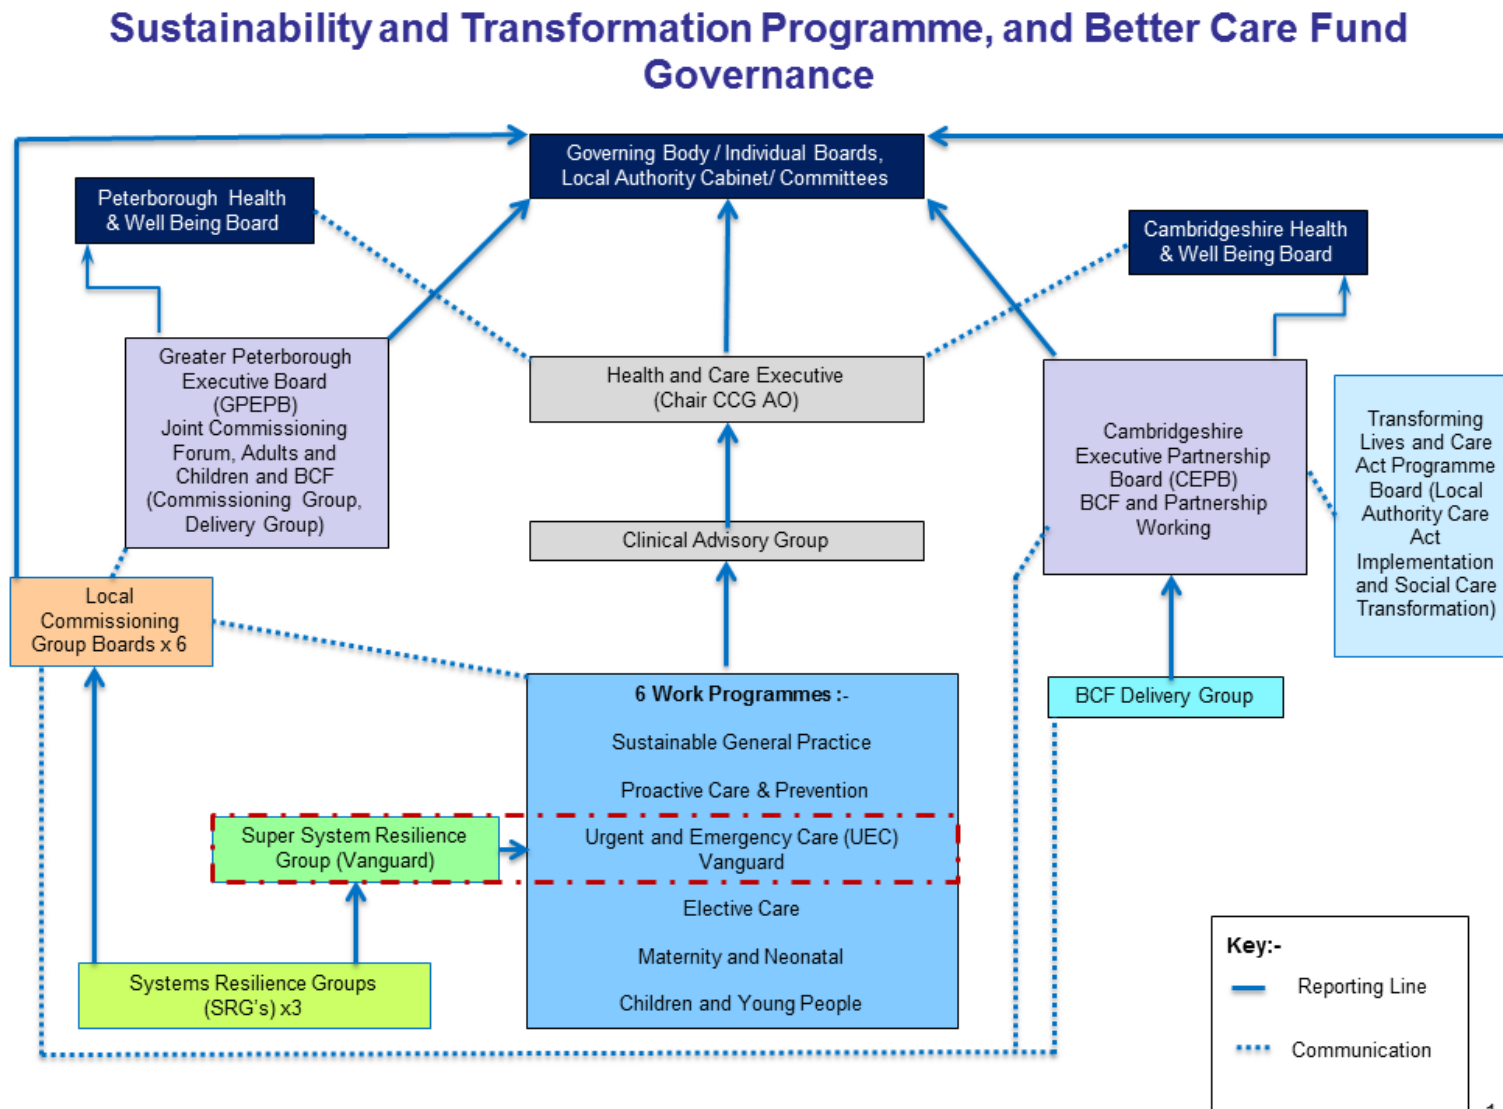 Sustainability and Transformation Programme, and Better Care Fund
Governance
Governing Body / Individual Boards,
Local Authority Cabinet/ Committees
Peterborough Health
& Well Being Board
Cambridgeshire Health
& Well Being Board
Greater Peterborough
Executive Board
(GPEPB)
Joint Commissioning
Forum, Adults and
Children and BCF
(Commissioning Group,
Delivery Group)
Health and Care Executive
(Chair CCG AO)
Cambridgeshire
Executive Partnership
Board (CEPB)
BCF and Partnership
Working
Transforming
Lives and Care
Act Programme
Board (Local
Authority Care
Act
Implementation
and Social Care
Transformation)
Clinical Advisory Group
Local
Commissioning
Group Boards x 6
6 Work Programmes :-
Sustainable General Practice
Proactive Care & Prevention
Urgent and Emergency Care (UEC)
Vanguard
Elective Care
Maternity and Neonatal
Children and Young People
BCF Delivery Group
Super System Resilience
Group (Vanguard)
Systems Resilience Groups
(SRG's) x3
Key:-
Reporting Line
Communication